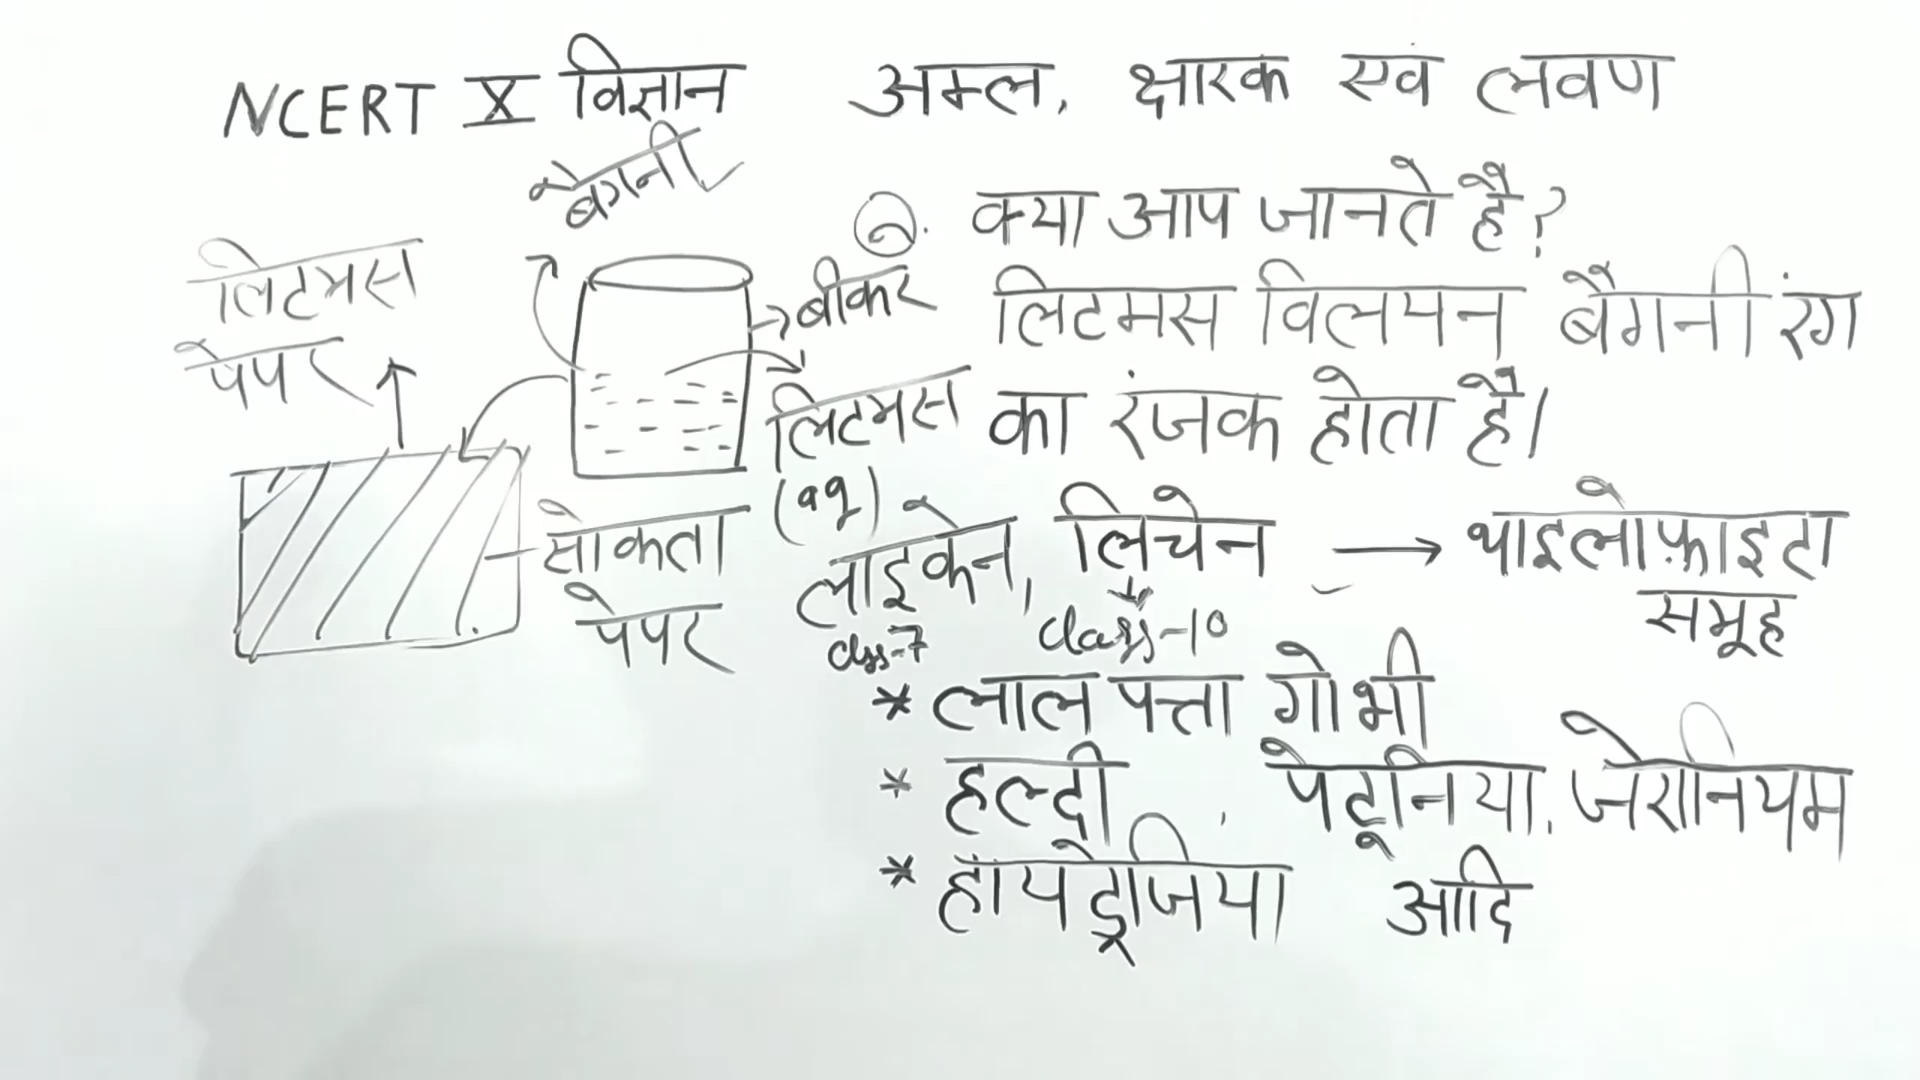 NCERT X विज्ञान अम्ल, क्षारक एवं लवण
बैगनी
Q. क्या आप जानते है?
लिटमस
पेपर
बीकर
लिटमस विलयन बैगनी रंग
लिटमस
(aq)
का रंजक होता है।
सोकता
पेपर
लाइकेन, लिचेन → थाइलोफ़ाइटा
समूह
class-7
class-10
* लाल पत्ता गोभी
* हल्दी , पेटूनिया, जेरानियम
* हायड्रेंजिया आदि